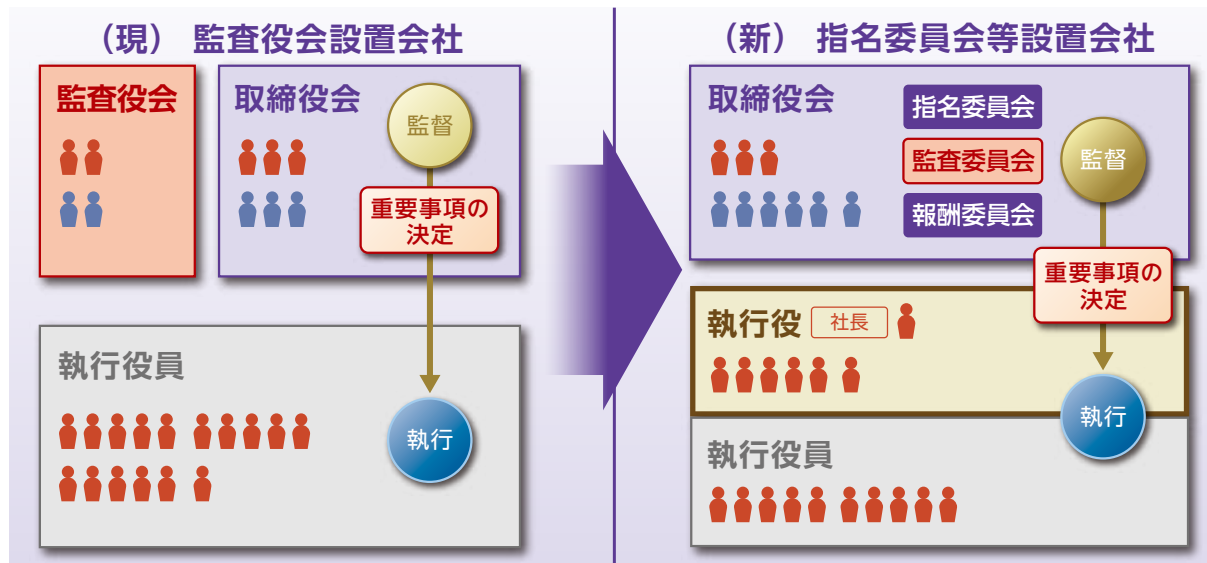 （現） 監査役会設置会社
監査役会
取締役会
監督
重要事項の
決定
執行役員
執行
（新） 指名委員会等設置会社
取締役会
指名委員会
監査委員会
報酬委員会
監督
重要事項の
決定
執行役 社長
執行
執行役員